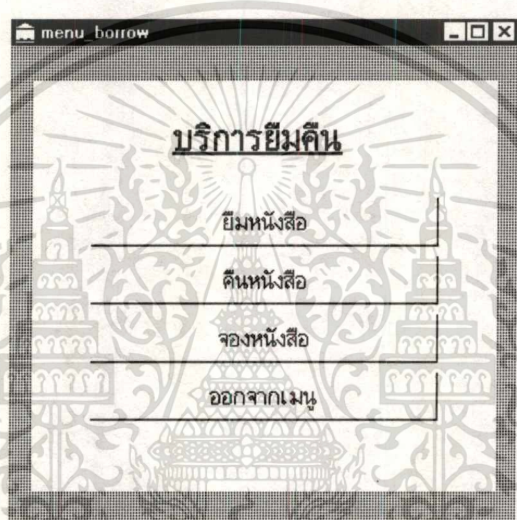 menu_borrow
บริการยืมคืน
ยืมหนังสือ
คืนหนังสือ
จองหนังสือ
ออกจากเมนู